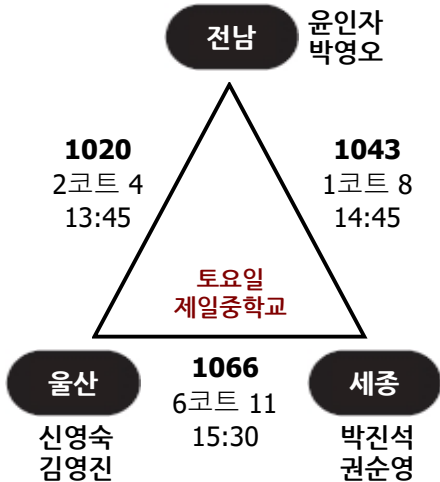 전남
윤인자
박영오
1020
2코트 4
13:45
1043
1코트 8
14:45
토요일
제일중학교
울산
신영숙
김영진
1066
6코트 11
15:30
세종
박진석
권순영